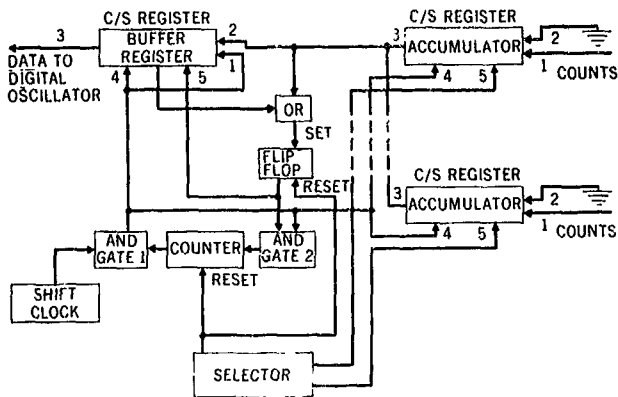 C/S REGISTER
C/S REGISTER
3
BUFFER
REGISTER
2
1
3
ACCUMULATOR
2
1
COUNTS
DATA TO
DIGITAL
OSCILLATOR
4
5
4
5
OR
SET
FLIP
FLOP
RESET
C/S REGISTER
3
ACCUMULATOR
2
1
COUNTS
4
5
AND
GATE 1
COUNTER
AND
GATE 2
RESET
SHIFT
CLOCK
SELECTOR